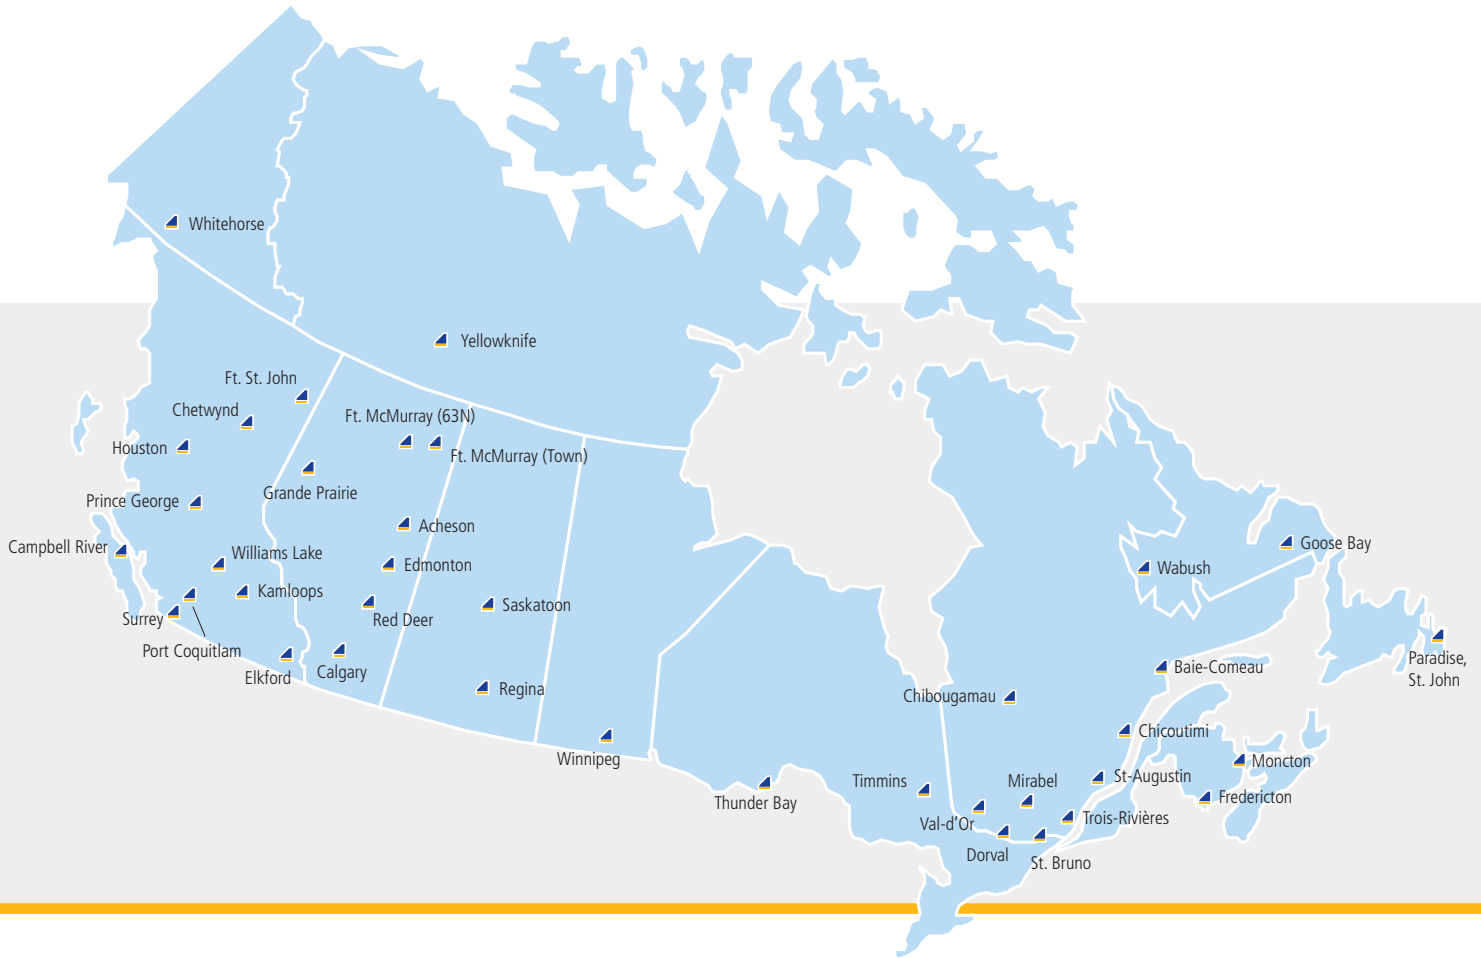 Whitehorse
Yellowknife
Ft. St. John
Chetwynd
Ft. McMurray (63N)
Houston
Ft. McMurray (Town)
Grande Prairie
Prince George
Acheson
Campbell River
Williams Lake
Edmonton
Goose Bay
Wabush
Kamloops
Saskatoon
Surrey
Red Deer
Port Coquitlam
Paradise,
St. John
Elkford
Calgary
Baie-Comeau
Regina
Chibougamau
Chicoutimi
Winnipeg
Moncton
Timmins
Mirabel
St-Augustin
Thunder Bay
Fredericton
Val-d’Or
Trois-Rivières
Dorval
St. Bruno